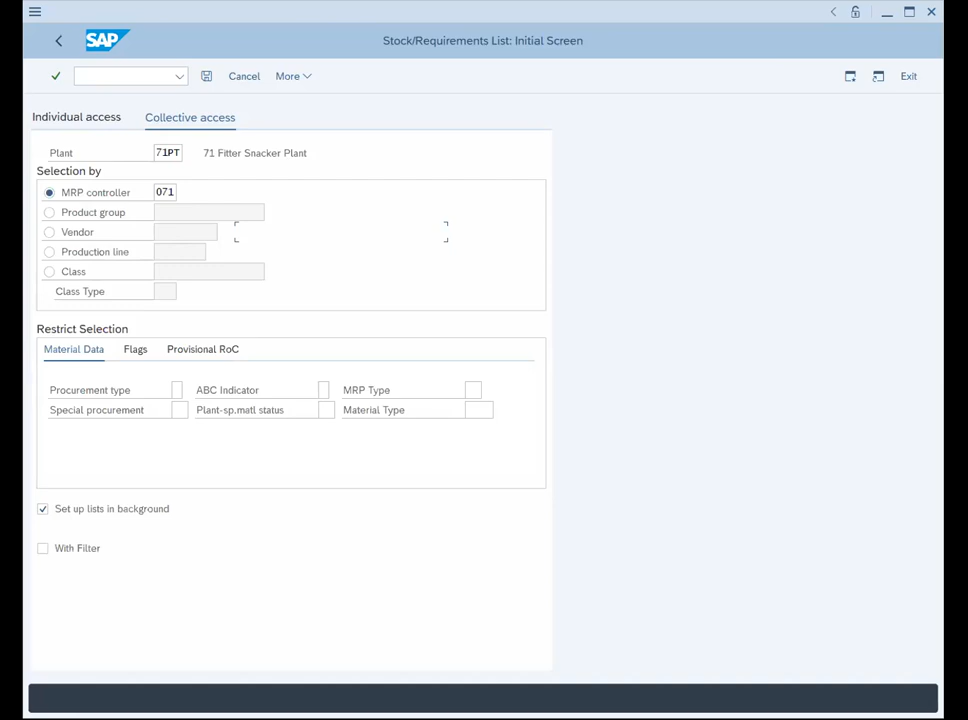 SAP
Stock/Requirements List: Initial Screen
Cancel More Exit
Individual access Collective access
Plant 71PT 71 Fitter Snacker Plant
Selection by
MRP controller 071
Product group
Vendor
Production line
Class
Class Type
Restrict Selection
Material Data Flags Provisional RoC
Procurement type ABC Indicator MRP Type
Special procurement Plant-sp.matl status Material Type
Set up lists in background
With Filter